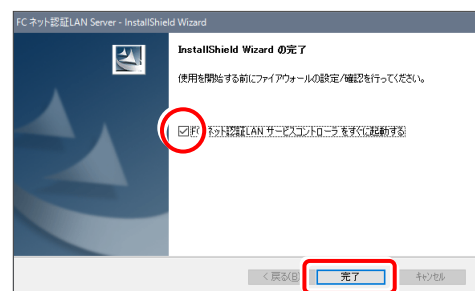 FC ネット認証LAN Server - InstallShield Wizard
InstallShield Wizard の完了
使用を開始する前にファイアウォールの設定/確認を行ってください。
FC ネット認証LAN サービスコントローラ をすぐに起動する
< 戻る(B)
完了
キャンセル